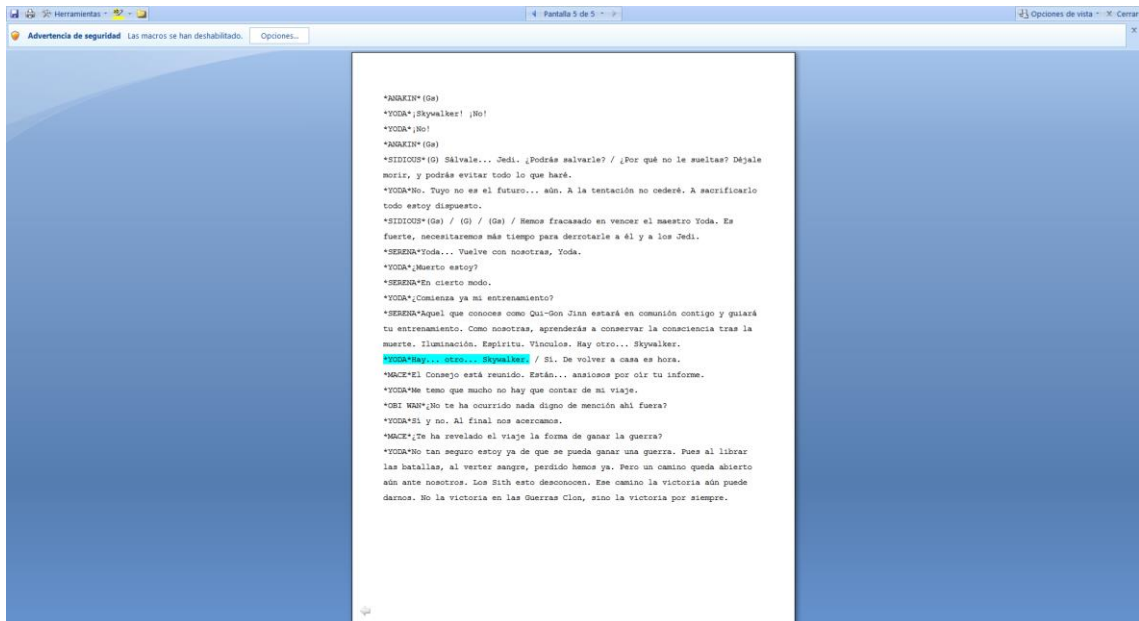 Herramientas
Pantalla 5 de 5
Opciones de vista
Cerrar
Advertencia de seguridad Las macros se han deshabilitado. Opciones...
*ANAKIN*(Gs)
*YODA*¡Skywalker! ¡No!
*YODA*¡No!
*ANAKIN*(Gs)
*SIDIOUS*(G) Sálvale... Jedi. ¿Podrás salvarle? / ¿Por qué no le sueltas? Déjale
morir, y podrás evitar todo lo que haré.
*YODA*No. Tuyo no es el futuro... aún. A la tentación no cederé. A sacrificarlo
todo estoy dispuesto.
*SIDIOUS*(Gs) / (G) / (Gs) / Hemos fracasado en vencer el maestro Yoda. Es
fuerte, necesitaremos más tiempo para derrotarle a él y a los Jedi.
*SERENA*Yoda... Vuelve con nosotras, Yoda.
*YODA*¿Muerto estoy?
*SERENA*En cierto modo.
*YODA*¿Comienza ya mi entrenamiento?
*SERENA*Aquel que conoces como Qui-Gon Jinn estará en comunión contigo y guiará
tu entrenamiento. Como nosotras, aprenderás a conservar la consciencia tras la
muerte. Iluminación. Espíritu. Vínculos. Hay otro... Skywalker.
*YODA*Hay... otro... Skywalker. / Sí. De volver a casa es hora.
*MACE*El Consejo está reunido. Están... ansiosos por oír tu informe.
*YODA*Me temo que mucho no hay que contar de mi viaje.
*OBI WAN*¿No te ha ocurrido nada digno de mención ahí fuera?
*YODA*Sí y no. Al final nos acercamos.
*MACE*¿Te ha revelado el viaje la forma de ganar la guerra?
*YODA*No tan seguro estoy ya de que se pueda ganar una guerra. Pues al librar
las batallas, al verter sangre, perdido hemos ya. Pero un camino queda abierto
aún ante nosotros. Los Sith esto desconocen. Ese camino la victoria aún puede
darnos. No la victoria en las Guerras Clon, sino la victoria por siempre.